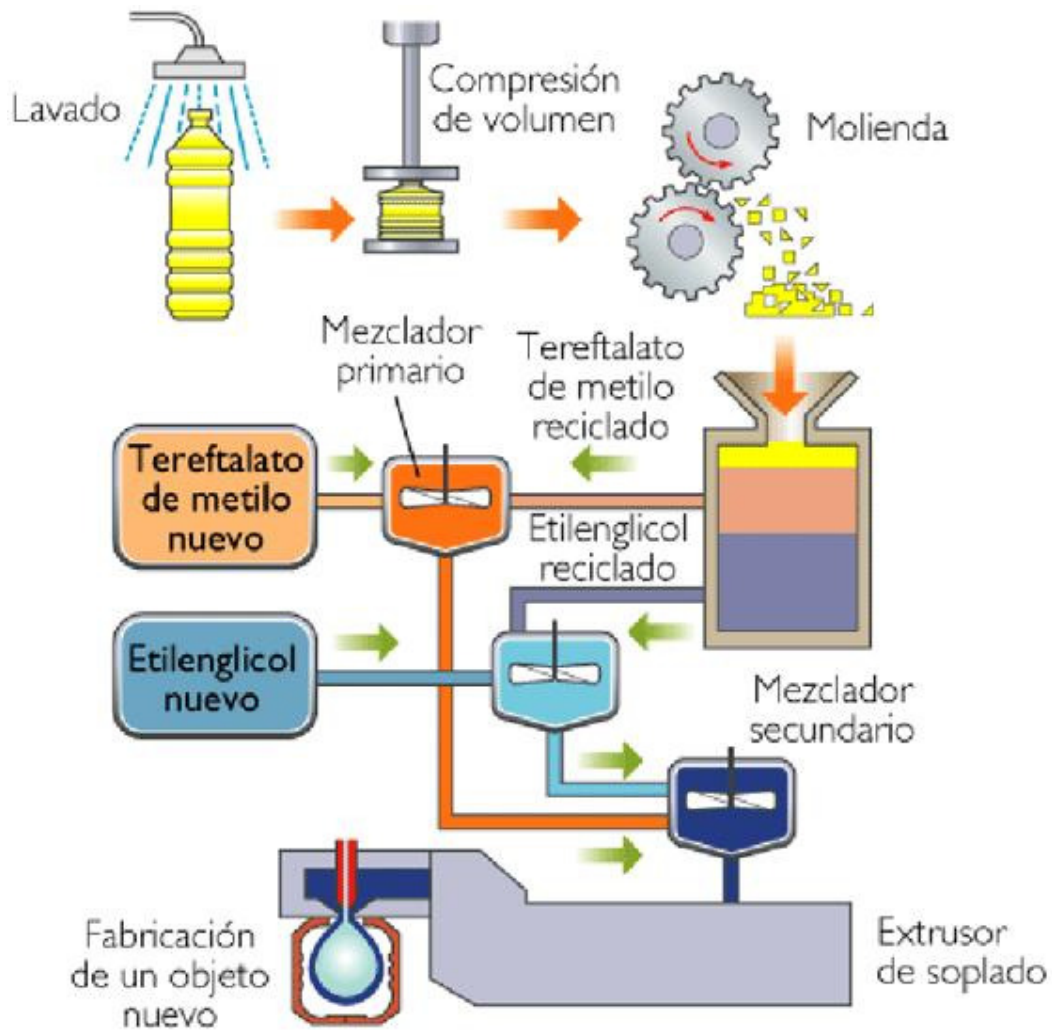 Lavado
Compresión
de volumen
Molienda
Mezclador
primario
Tereftalato
de metilo
reciclado
Tereftalato
de metilo
nuevo
Etilenglicol
reciclado
Etilenglicol
nuevo
Mezclador
secundario
Fabricación
de un objeto
nuevo
Extrusor
de soplado